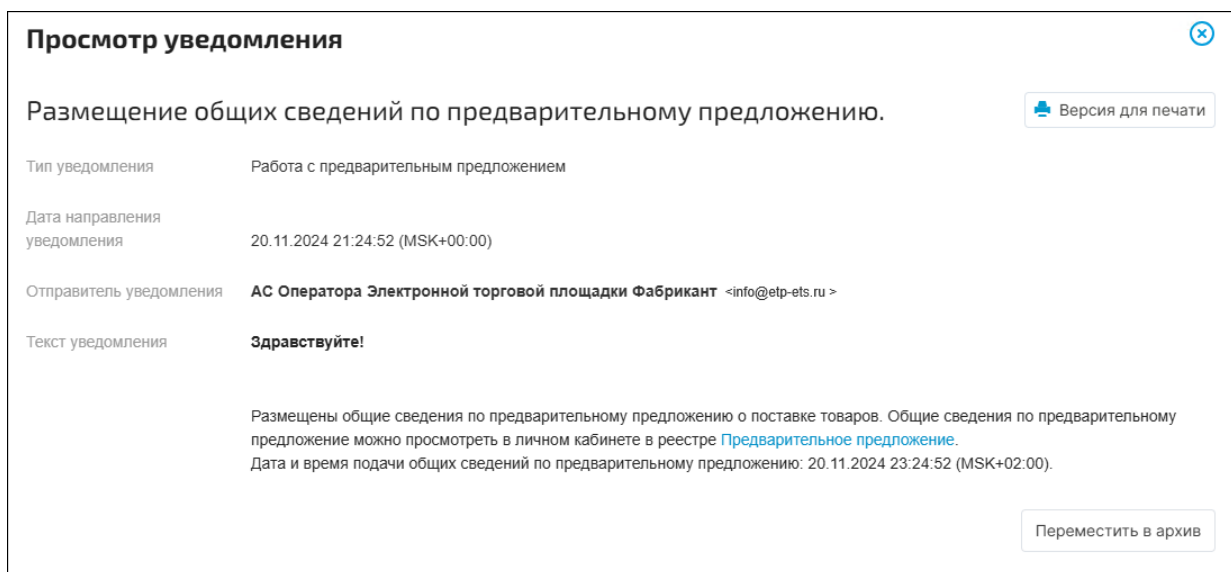 Просмотр уведомления
Размещение общих сведений по предварительному предложению.
Версия для печати
Тип уведомления
Работа с предварительным предложением
Дата направления
уведомления
20.11.2024 21:24:52 (MSK+00:00)
Отправитель уведомления
АС Оператора Электронной торговой площадки Фабрикант <info@etp-ets.ru >
Текст уведомления
Здравствуйте!
Размещены общие сведения по предварительному предложению о поставке товаров. Общие сведения по предварительному
предложение можно просмотреть в личном кабинете в реестре Предварительное предложение.
Дата и время подачи общих сведений по предварительному предложению: 20.11.2024 23:24:52 (MSK+02:00).
Переместить в архив